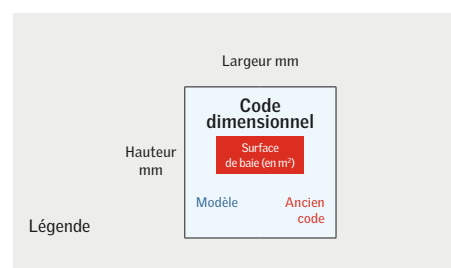 Largeur mm
Code
dimensionnel
Surface
de baie (en m²)
Hauteur
mm
Modèle
Ancien
code
Légende